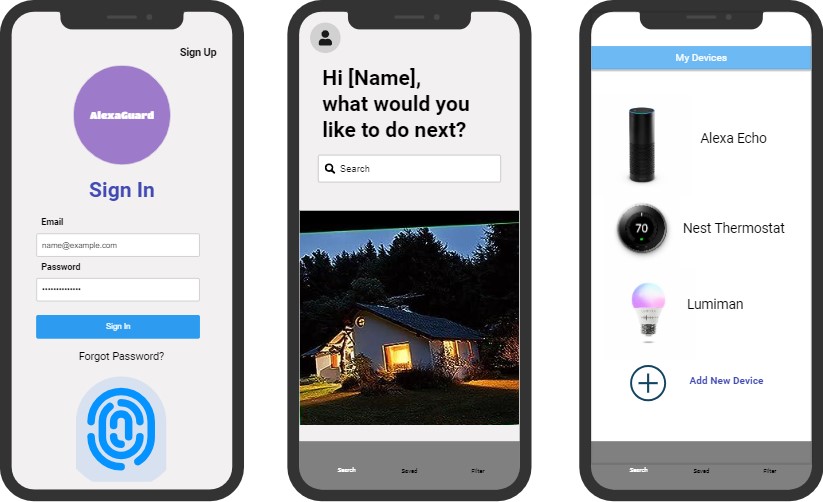 Sign Up
AlexaGuard
Sign In
Email
name@example.com
Password
••••••••••••••
Sign In
Forgot Password?
Hi [Name],
what would you
like to do next?
Search
Search
Saved
Filter
My Devices
Alexa Echo
70
Nest Thermostat
Lumiman
Add New Device
Search
Saved
Filter